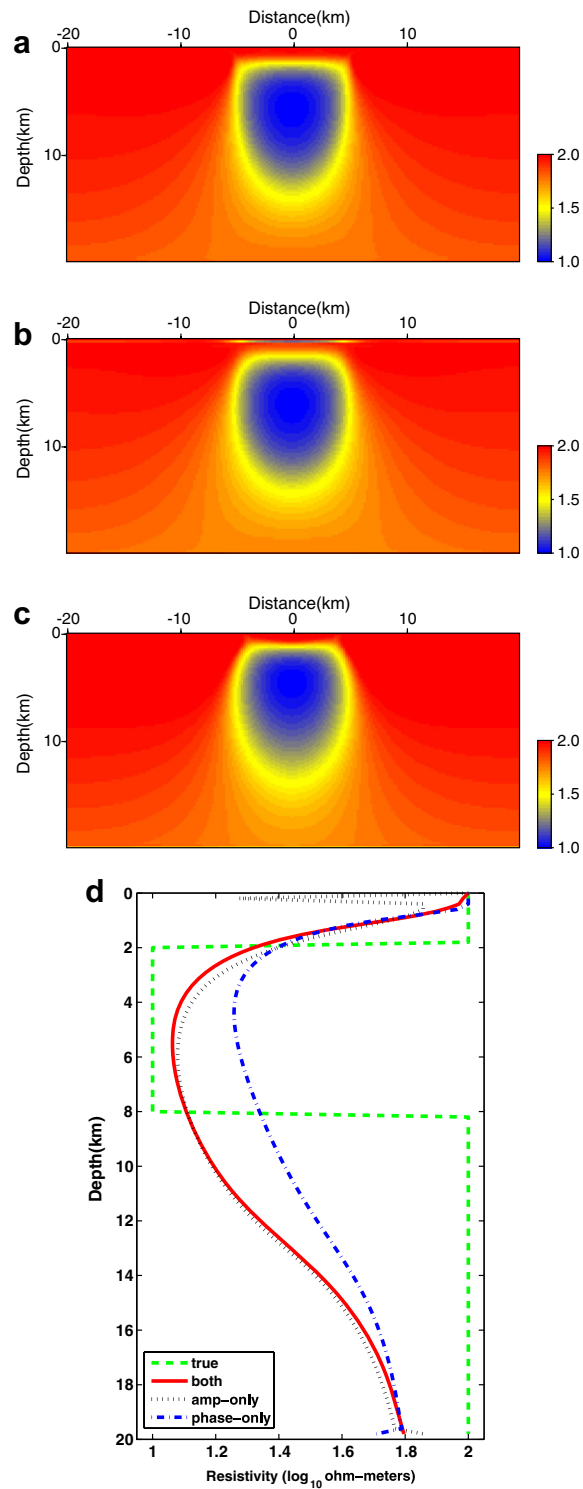 a
Distance(km)
-20 -10 0 10
Depth(km)
0
10
2.0
1.5
1.0
b
Distance(km)
-20 -10 0 10
Depth(km)
0
10
2.0
1.5
1.0
c
Distance(km)
-20 -10 0 10
Depth(km)
0
10
2.0
1.5
1.0
d
Depth(km)
0
2
4
6
8
10
12
14
16
18
20
true
both
amp-only
phase-only
1 1.2 1.4 1.6 1.8 2
Resistivity (log10 ohm-meters)